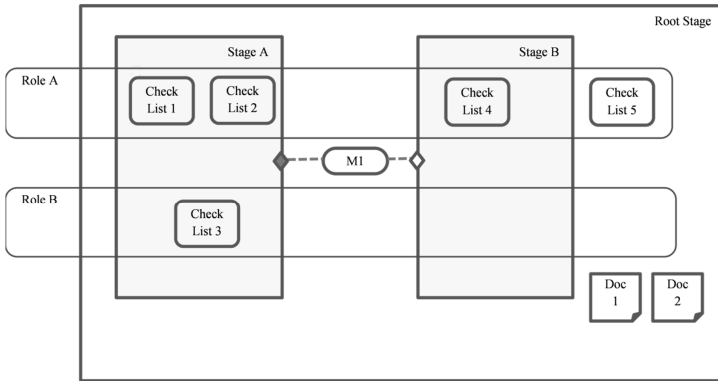 Root Stage
Stage A
Stage B
Role A
Check
List 1
Check
List 2
Check
List 4
Check
List 5
M1
Role B
Check
List 3
Doc
1
Doc
2